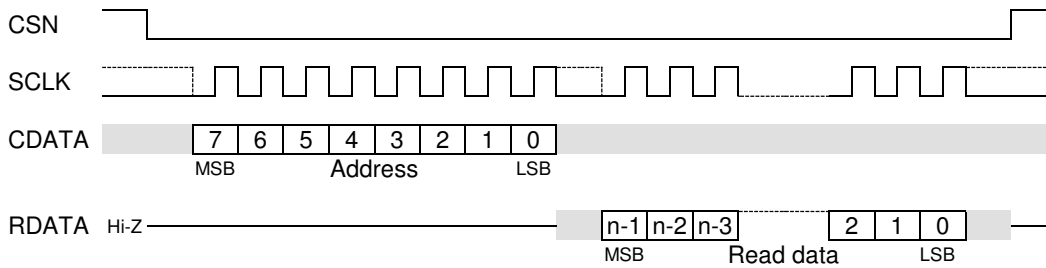 CSN
SCLK
CDATA 7 6 5 4 3 2 1 0
MSB Address LSB
RDATA Hi-Z n-1 n-2 n-3 2 1 0
MSB Read data LSB